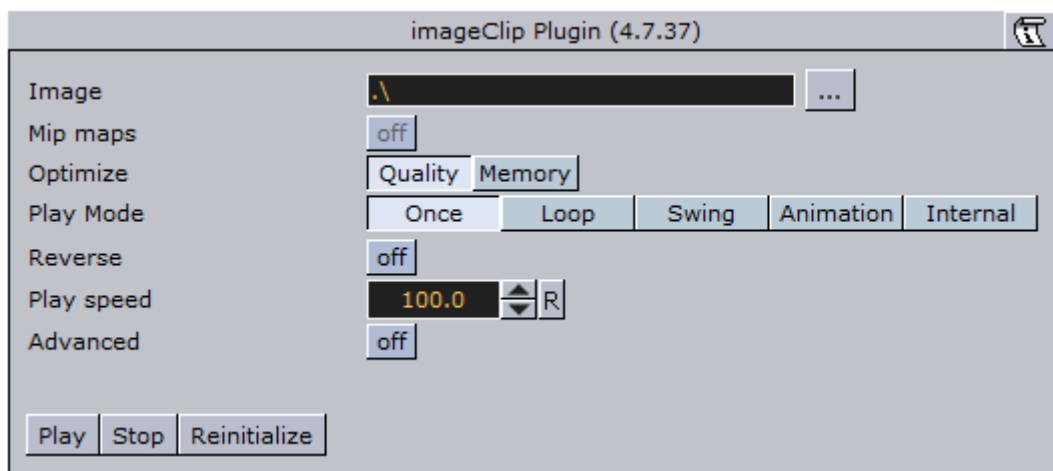 imageClip Plugin (4.7.37)
Image .\ ...
Mip maps off
Optimize Quality Memory
Play Mode Once Loop Swing Animation Internal
Reverse off
Play speed 100.0 R
Advanced off
Play Stop Reinitialize